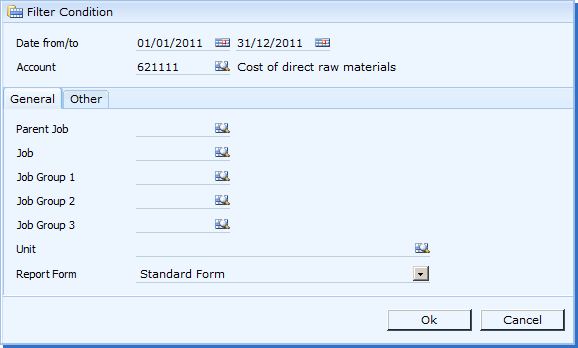 Filter Condition
Date from/to 01/01/2011 31/12/2011
Account 621111 Cost of direct raw materials
General Other
Parent Job
Job
Job Group 1
Job Group 2
Job Group 3
Unit
Report Form Standard Form
Ok Cancel